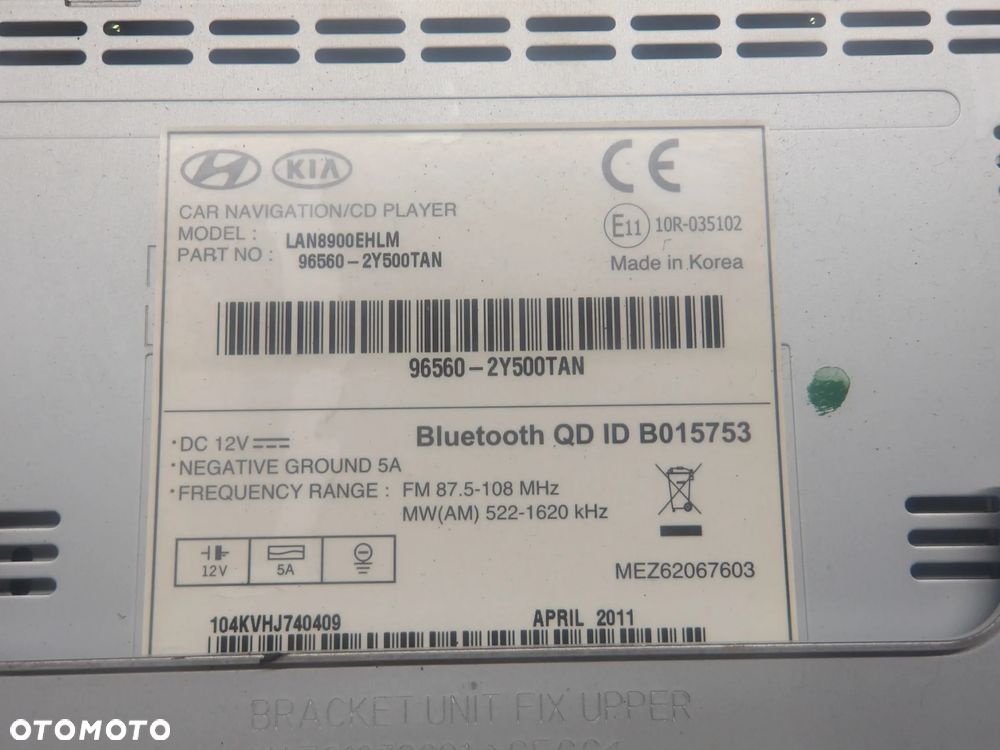 KIA
CE
CAR NAVIGATION/CD PLAYER
MODEL : LAN8900EHLM
PART NO : 96560-2Y500TAN
E11 10R-035102
Made in Korea
96560-2Y500TAN
Bluetooth QD ID B015753
·DC 12V
·NEGATIVE GROUND 5A
·FREQUENCY RANGE : FM 87.5-108 MHz
MW(AM) 522-1620 kHz
12V 5A
MEZ62067603
104KVHJ740409 APRIL 2011
BRACKET UNIT FIX UPPER
OTOMOTO